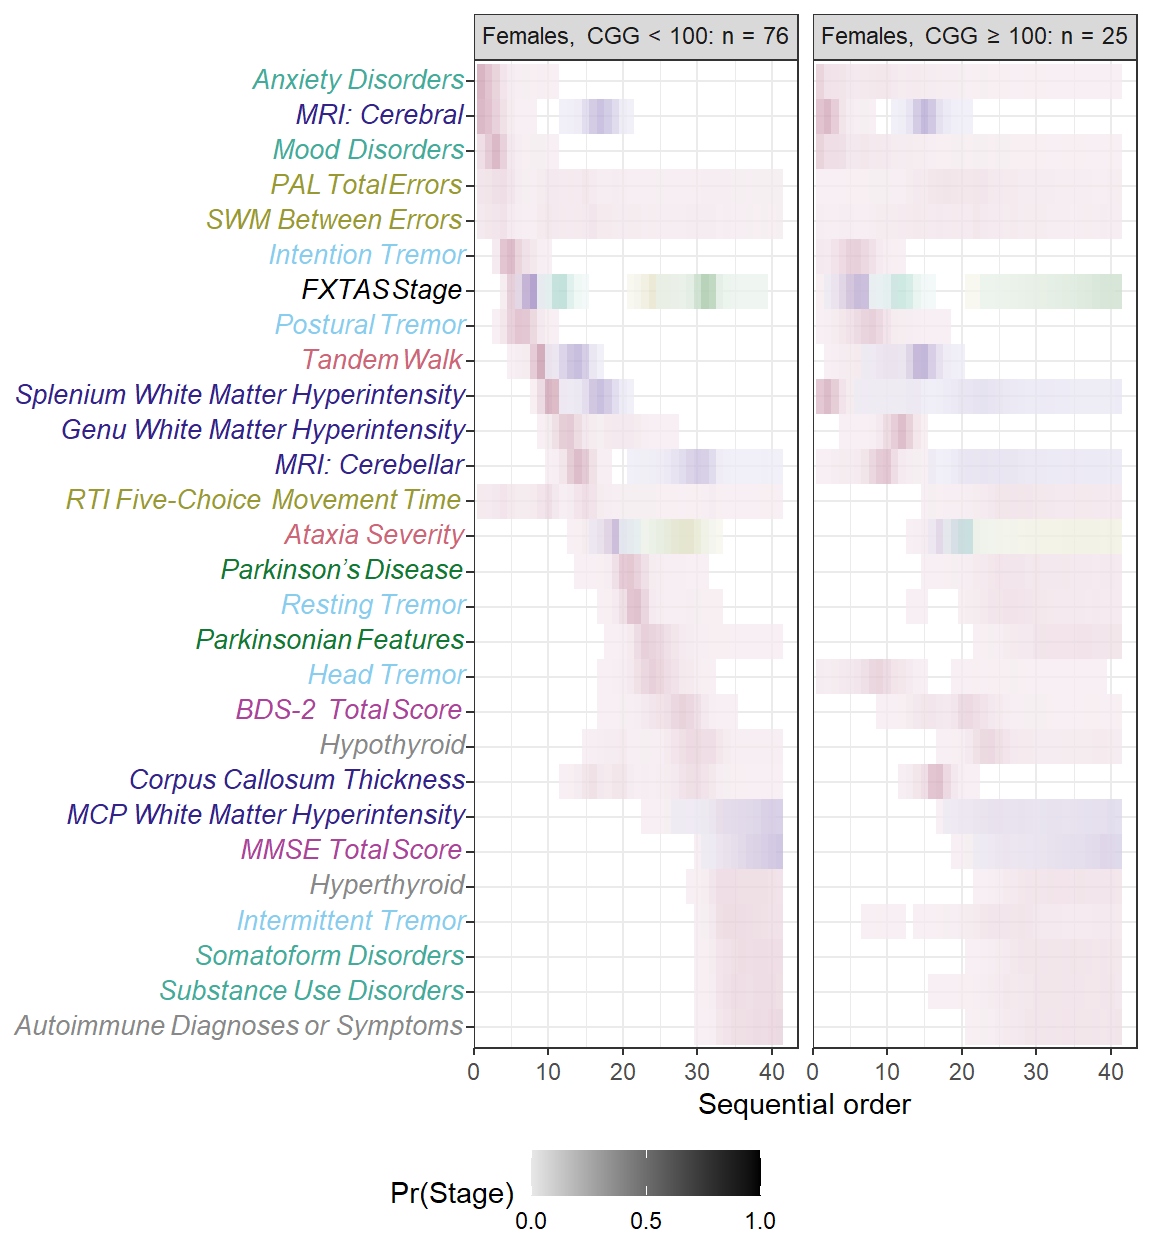 Females, CGG < 100: n = 76
Females, CGG ≥ 100: n = 25
Anxiety Disorders
MRI: Cerebral
Mood Disorders
PAL Total Errors
SWM Between Errors
Intention Tremor
FXTAS Stage
Postural Tremor
Tandem Walk
Splenium White Matter Hyperintensity
Genu White Matter Hyperintensity
MRI: Cerebellar
RTI Five-Choice Movement Time
Ataxia Severity
Parkinson's Disease
Resting Tremor
Parkinsonian Features
Head Tremor
BDS-2 Total Score
Hypothyroid
Corpus Callosum Thickness
MCP White Matter Hyperintensity
MMSE Total Score
Hyperthyroid
Intermittent Tremor
Somatoform Disorders
Substance Use Disorders
Autoimmune Diagnoses or Symptoms
0 10 20 30 40 0 10 20 30 40
Sequential order
Pr(Stage)
0.0 0.5 1.0